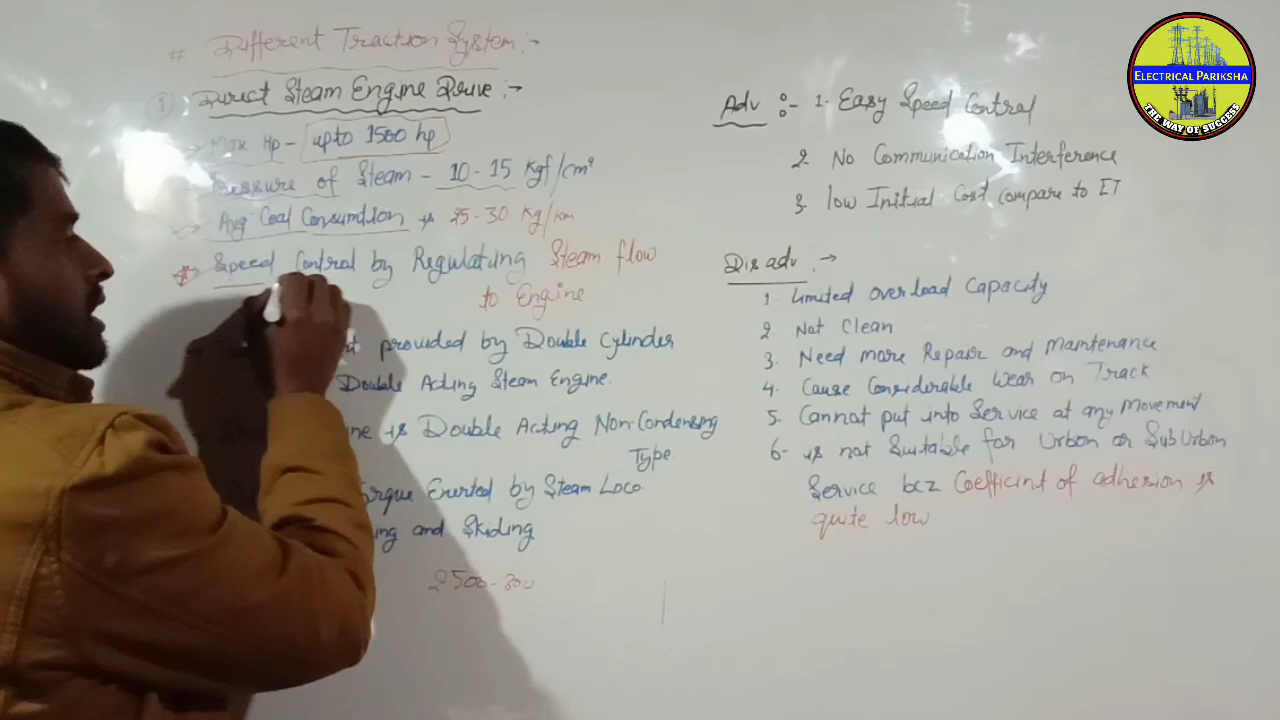 # Different Traction System :-
① Direct Steam Engine Drive :-
Max Hp - upto 1500 hp
Pressure of Steam - 10-15 Kgf/cm²
Avg Coal Consumtion is 25-30 Kg/km
Speed Control by Regulating Steam flow
to Engine
provided by Double Cylinder
Double Acting Steam Engine.
is Double Acting Non-Condensing
Type
Exerted by Steam Loco
and Skiding
2500-300
Adv :- 1. Easy Speed Control
2. No Communication Interference
3. low Initial Cost compare to ET
Dis adv :-
1. Limited overload Capacity
2 Not Clean
3. Need more Repair and Maintenance
4. Cause Considerable Wear on Track
5. Cannot put into Service at any Movement
6- is not Suitable for Urbon or SubUrbon
Service bcz Coefficint of adhesion is
quite low
ELECTRICAL PARIKSHA
THE WAY OF SUCCESS